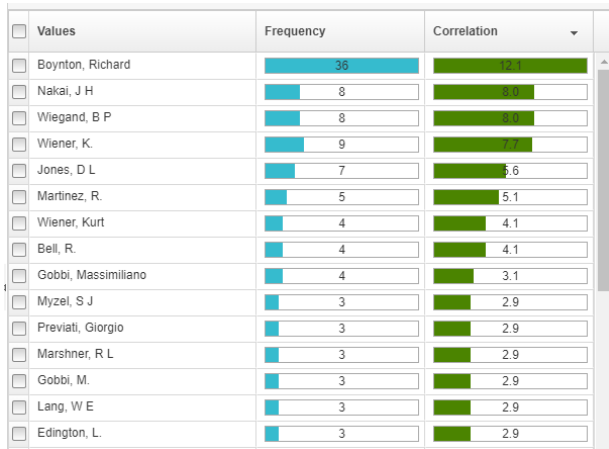 Values Frequency Correlation
Boynton, Richard 36 12.1
Nakai, J H 8 8.0
Wiegand, B P 8 8.0
Wiener, K. 9 7.7
Jones, D L 7 5.6
Martinez, R. 5 5.1
Wiener, Kurt 4 4.1
Bell, R. 4 4.1
Gobbi, Massimiliano 4 3.1
Myzel, S J 3 2.9
Previati, Giorgio 3 2.9
Marshner, R L 3 2.9
Gobbi, M. 3 2.9
Lang, W E 3 2.9
Edington, L. 3 2.9